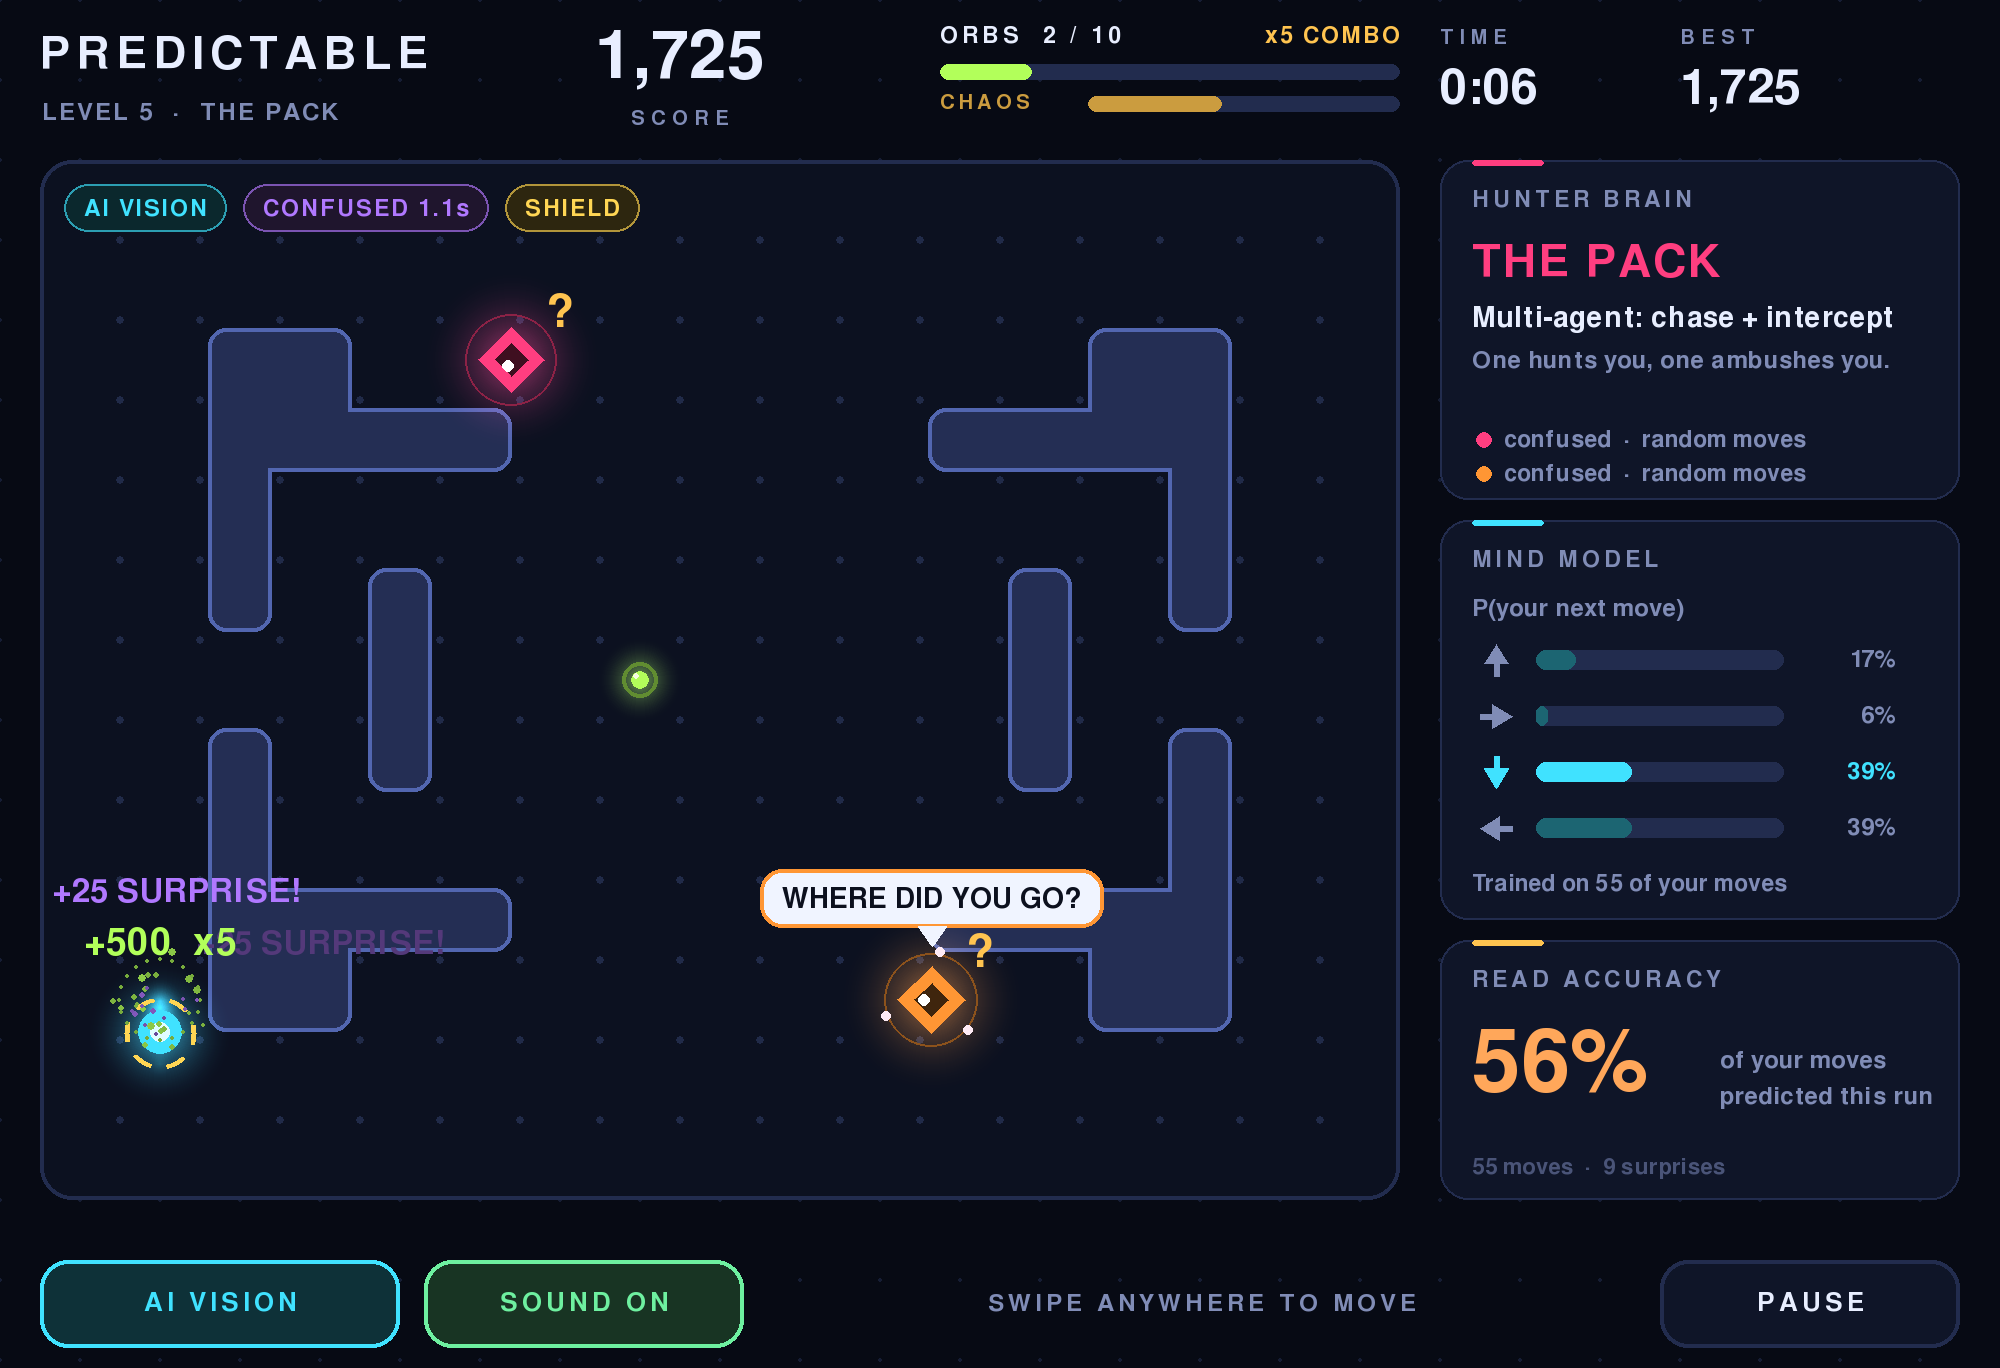 PREDICTABLE
LEVEL 5 · THE PACK
1,725
SCORE
ORBS 2 / 10
x5 COMBO
CHAOS
TIME
0:06
BEST
1,725
AI VISION
CONFUSED 1.1s
SHIELD
?
+25 SURPRISE!
+500 x5
5 SURPRISE!
WHERE DID YOU GO?
?
HUNTER BRAIN
THE PACK
Multi-agent: chase + intercept
One hunts you, one ambushes you.
confused · random moves
confused · random moves
MIND MODEL
P(your next move)
17%
6%
39%
39%
Trained on 55 of your moves
READ ACCURACY
56%
of your moves
predicted this run
55 moves · 9 surprises
AI VISION
SOUND ON
SWIPE ANYWHERE TO MOVE
PAUSE